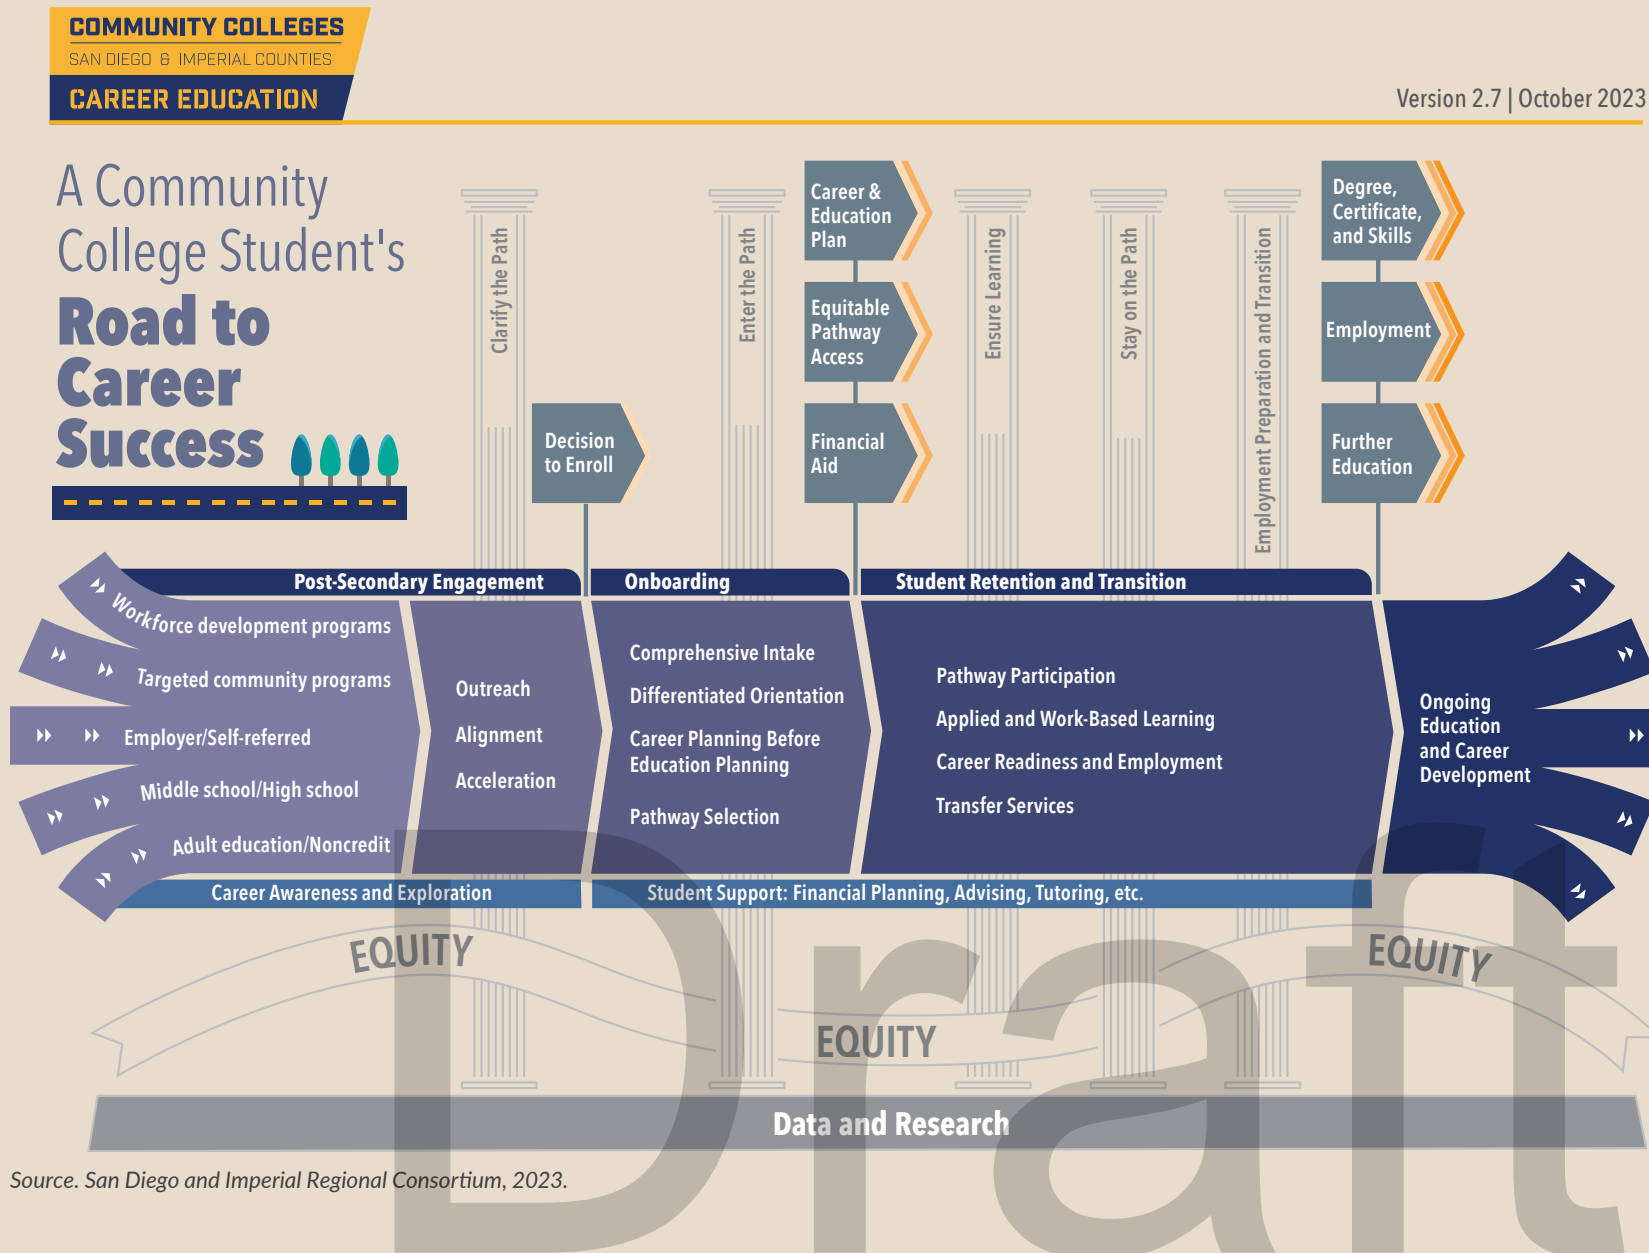 COMMUNITY COLLEGES
SAN DIEGO & IMPERIAL COUNTIES
CAREER EDUCATION
Version 2.7 | October 2023
A Community
College Student's
Road to
Career
Success
Clarify the Path
Enter the Path
Ensure Learning
Stay on the Path
Employment Preparation and Transition
Decision
to Enroll
Career &
Education
Plan
Equitable
Pathway
Access
Financial
Aid
Degree,
Certificate,
and Skills
Employment
Further
Education
Post-Secondary Engagement
Onboarding
Student Retention and Transition
Workforce development programs
Targeted community programs
Employer/Self-referred
Middle school/High school
Adult education/Noncredit
Outreach
Alignment
Acceleration
Comprehensive Intake
Differentiated Orientation
Career Planning Before
Education Planning
Pathway Selection
Pathway Participation
Applied and Work-Based Learning
Career Readiness and Employment
Transfer Services
Ongoing
Education
and Career
Development
Career Awareness and Exploration
Student Support: Financial Planning, Advising, Tutoring, etc.
EQUITY
EQUITY
EQUITY
Data and Research
Draft
Source. San Diego and Imperial Regional Consortium, 2023.